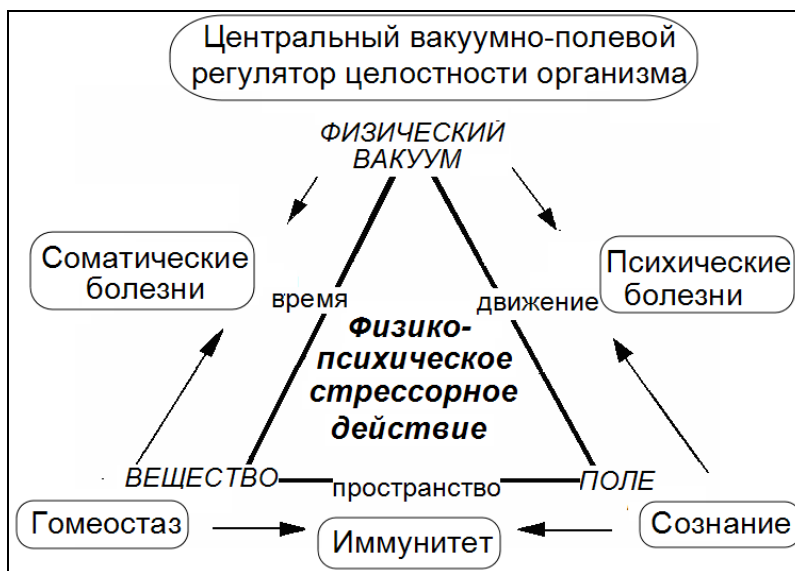 Центральный вакуумно-полевой
регулятор целостности организма
ФИЗИЧЕСКИЙ
ВАКУУМ
Соматические
болезни
Психические
болезни
время
движение
Физико-
психическое
стрессорное
действие
ВЕЩЕСТВО
пространство
ПОЛЕ
Гомеостаз
Иммунитет
Сознание